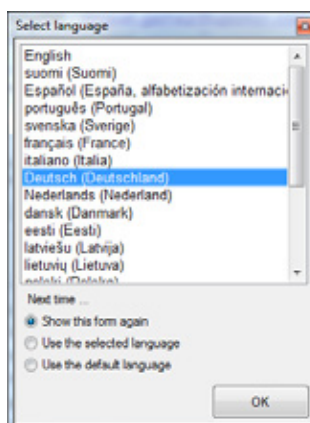 Select language
English
suomi (Suomi)
Español (España, alfabetización internaci
português (Portugal)
svenska (Sverige)
français (France)
italiano (Italia)
Deutsch (Deutschland)
Nederlands (Nederland)
dansk (Danmark)
eesti (Eesti)
latviešu (Latvija)
lietuvių (Lietuva)
polski (Polska)
Next time ...
Show this form again
Use the selected language
Use the default language
OK